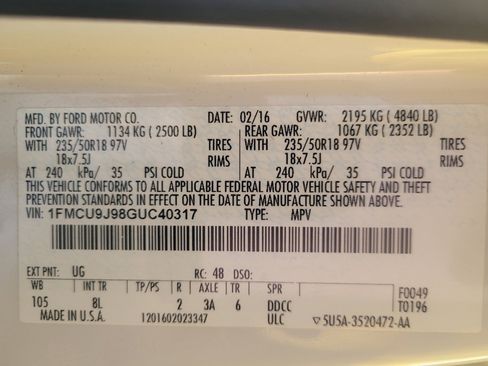 MFD. BY FORD MOTOR CO. DATE: 02/16 GVWR: 2195 KG ( 4840 LB)
FRONT GAWR: 1134 KG ( 2500 LB) REAR GAWR: 1067 KG ( 2352 LB)
WITH 235/50R18 97V TIRES WITH 235/50R18 97V TIRES
18x7.5J RIMS 18x7.5J RIMS
AT 240 kPa/ 35 PSI COLD AT 240 kPa/ 35 PSI COLD
THIS VEHICLE CONFORMS TO ALL APPLICABLE FEDERAL MOTOR VEHICLE SAFETY AND THEFT
PREVENTION STANDARDS IN EFFECT ON THE DATE OF MANUFACTURE SHOWN ABOVE.
VIN: 1FMCU9J98GUC40317 TYPE: MPV
EXT PNT: UG RC: 48 DSO:
WB INT TR TP/PS R AXLE TR SPR F0049
105 8L 2 3A 6 DDCC T0196
MADE IN U.S.A. 1201602023347 ULC ▽5U5A-3520472-AA